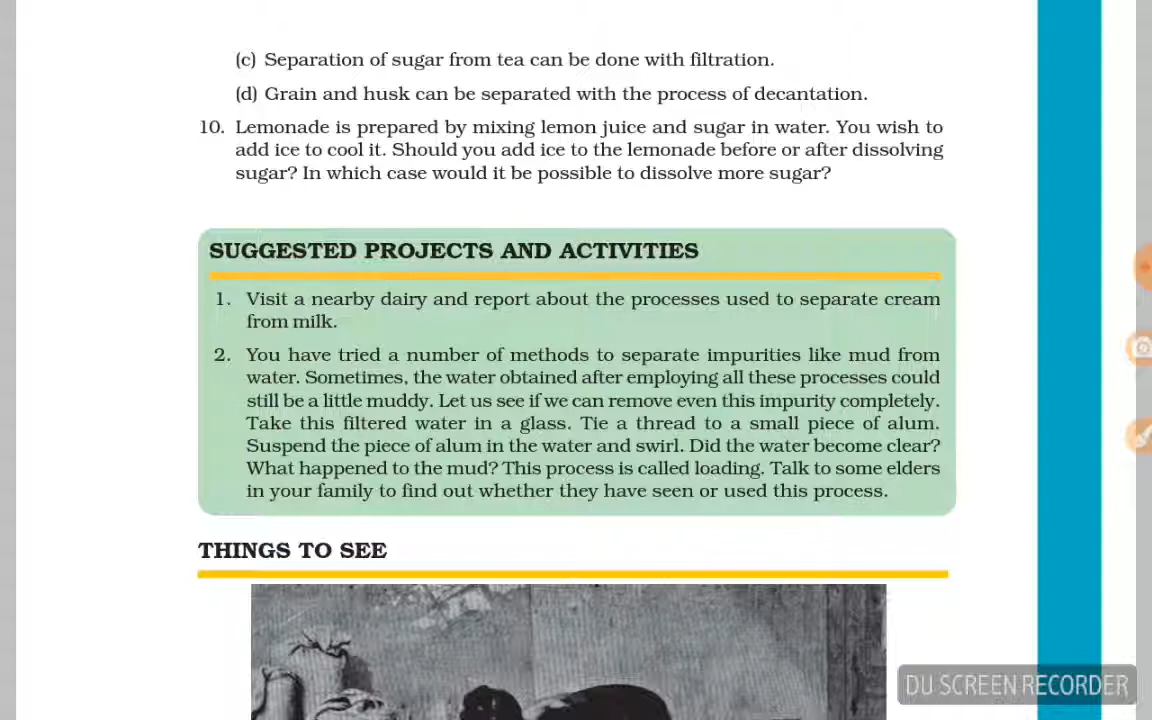 (c) Separation of sugar from tea can be done with filtration.
(d) Grain and husk can be separated with the process of decantation.
10. Lemonade is prepared by mixing lemon juice and sugar in water. You wish to
add ice to cool it. Should you add ice to the lemonade before or after dissolving
sugar? In which case would it be possible to dissolve more sugar?
SUGGESTED PROJECTS AND ACTIVITIES
1. Visit a nearby dairy and report about the processes used to separate cream
from milk.
2. You have tried a number of methods to separate impurities like mud from
water. Sometimes, the water obtained after employing all these processes could
still be a little muddy. Let us see if we can remove even this impurity completely.
Take this filtered water in a glass. Tie a thread to a small piece of alum.
Suspend the piece of alum in the water and swirl. Did the water become clear?
What happened to the mud? This process is called loading. Talk to some elders
in your family to find out whether they have seen or used this process.
THINGS TO SEE
DU SCREEN RECORDER